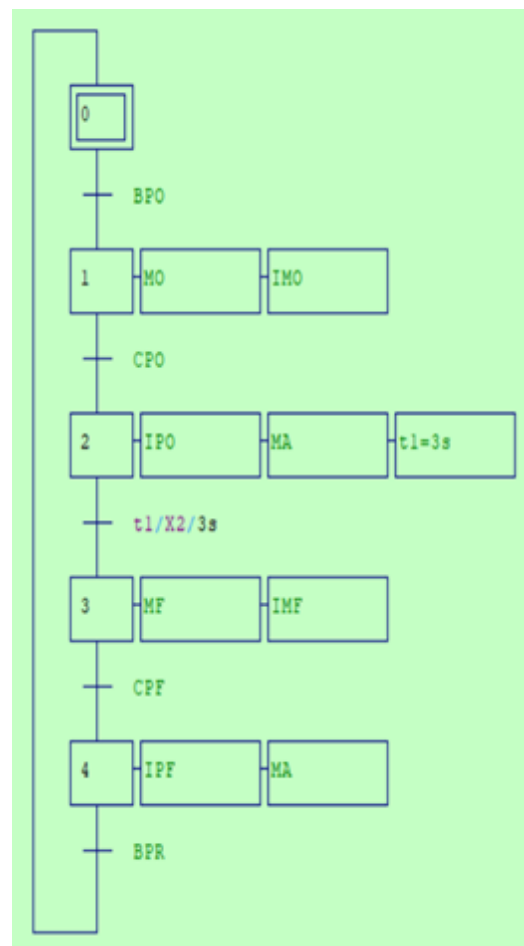 0
BPO
1 MO IMO
CPO
2 IPO MA t1=3s
t1/X2/3s
3 MF IMF
CPF
4 IPF MA
BPR